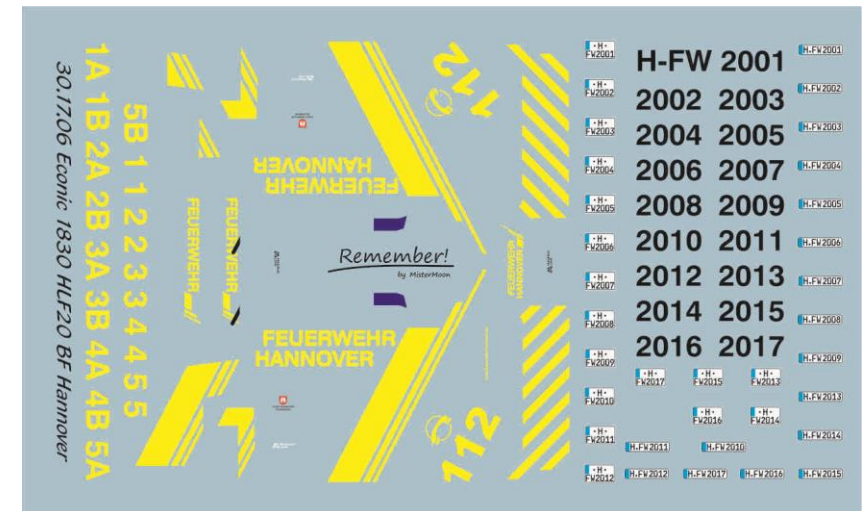 30.17.06 Econic 1830 HLF20 BF Hannover
1A 1B 2A 2B 3A 3B 4A 4B 5A
5B 1 1 2 2 3 3 4 4 5 5
FEUERWEHR
FEUERWEHR
FEUERWEHR
HANNOVER
112
Remember!
by MisterMoon
FEUERWEHR
HANNOVER
112
FEUERWEHR
HANNOVER
H-FW 2001
2002 2003
2004 2005
2006 2007
2008 2009
2010 2011
2012 2013
2014 2015
2016 2017
·H·
FW2001
·H·
FW2002
·H·
FW2003
·H·
FW2004
·H·
FW2005
·H·
FW2006
·H·
FW2007
·H·
FW2008
·H·
FW2009
·H·
FW2010
·H·
FW2011
·H·
FW2012
·H·
FW2017
·H·
FW2015
·H·
FW2013
·H·
FW2016
·H·
FW2014
H·FW2011
H·FW2010
H·FW2012
H·FW2017
H·FW2016
H·FW2015
H·FW2001
H·FW2002
H·FW2003
H·FW2004
H·FW2005
H·FW2006
H·FW2007
H·FW2008
H·FW2009
H·FW2013
H·FW2014